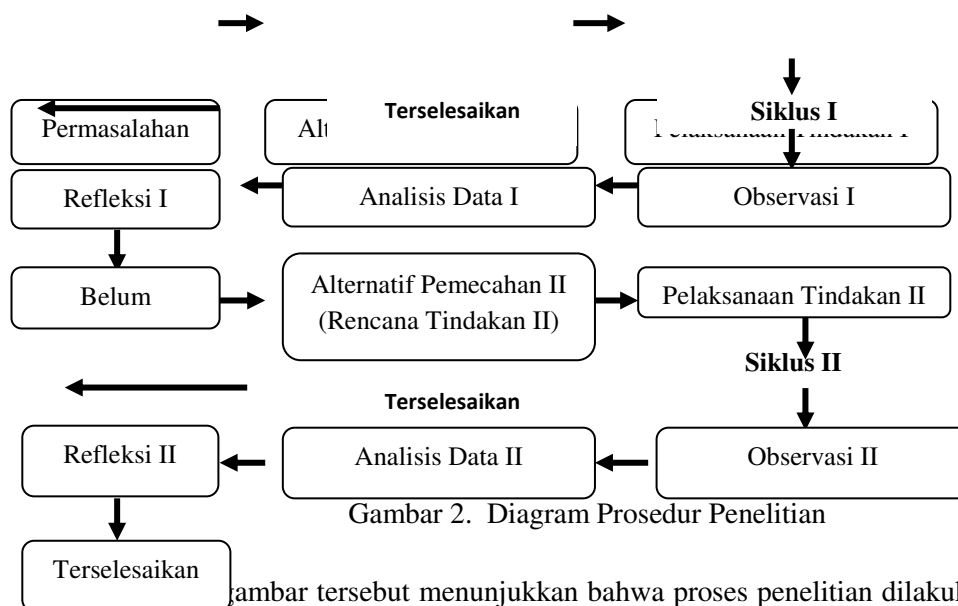 Terselesaikan
Siklus I
Permasalahan
Refleksi I
Analisis Data I
Observasi I
Belum
Alternatif Pemecahan II
(Rencana Tindakan II)
Pelaksanaan Tindakan II
Siklus II
Terselesaikan
Refleksi II
Analisis Data II
Observasi II
Gambar 2. Diagram Prosedur Penelitian
Terselesaikan
gambar tersebut menunjukkan bahwa proses penelitian